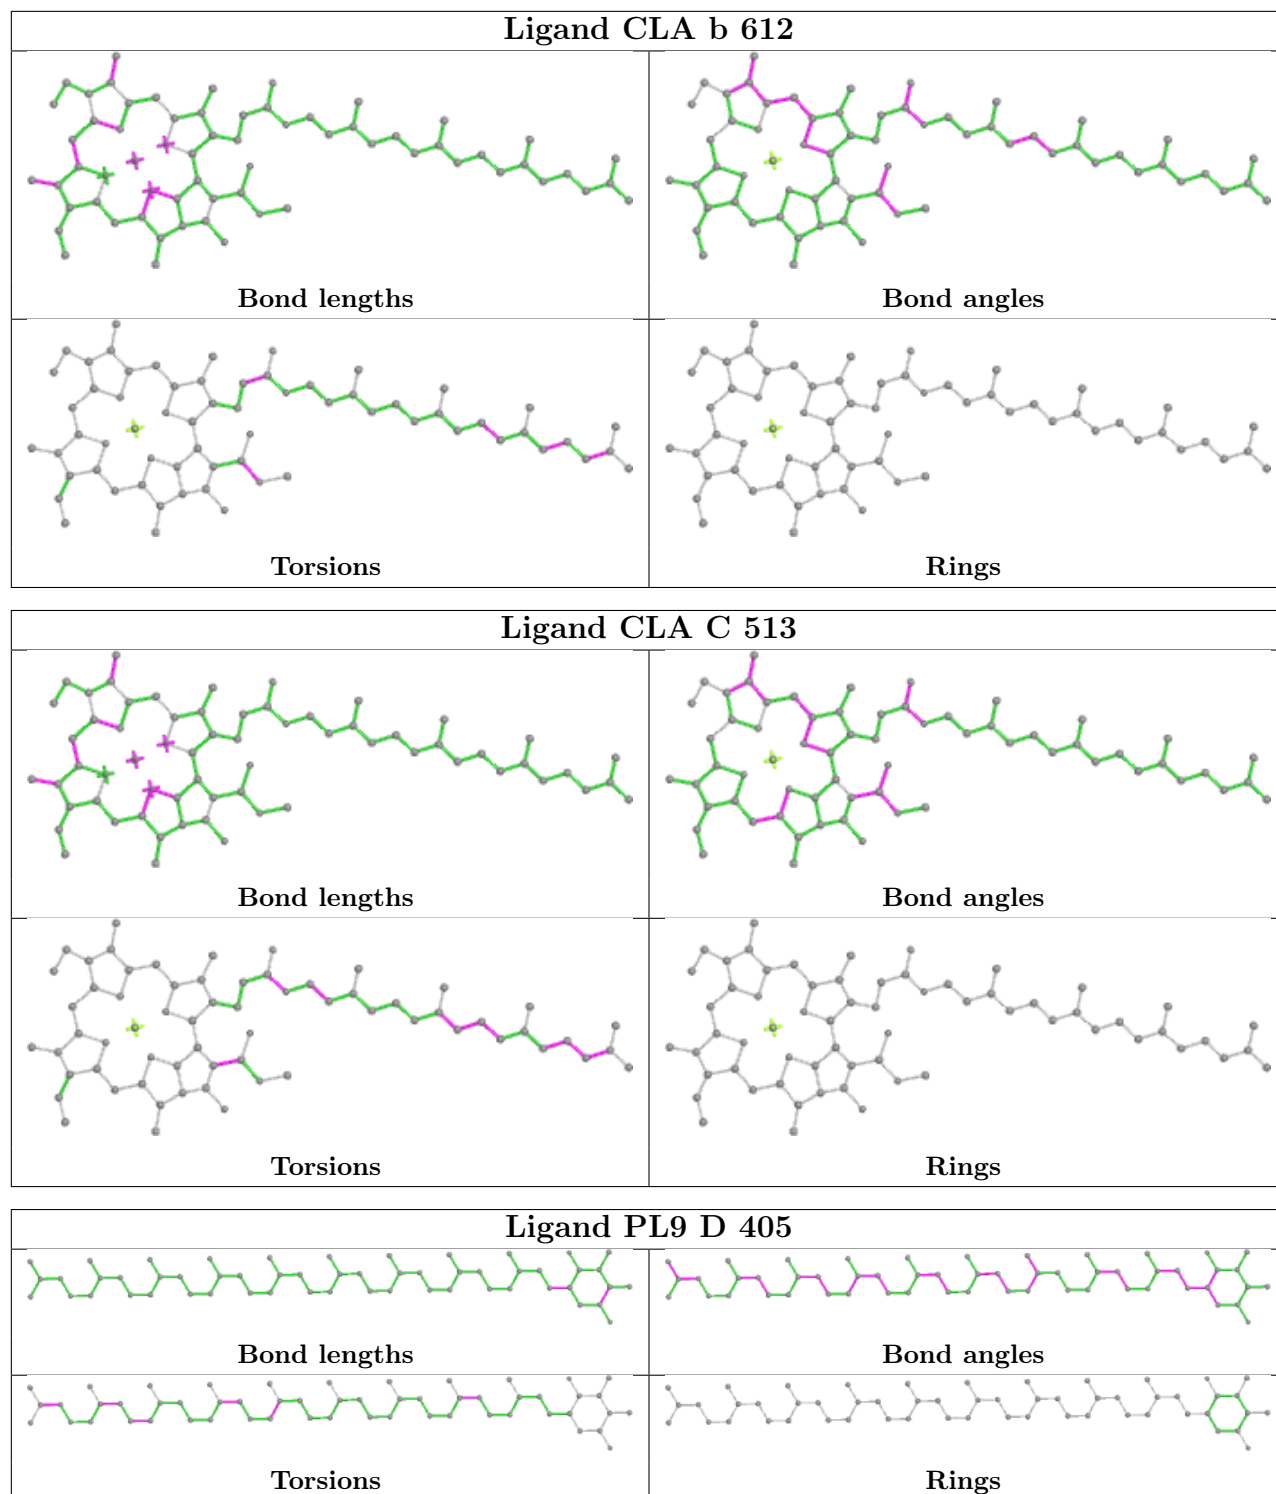 Ligand CLA b 612
Bond lengths
Bond angles
Torsions
Rings
Ligand CLA C 513
Bond lengths
Bond angles
Torsions
Rings
Ligand PL9 D 405
Bond lengths
Bond angles
Torsions
Rings